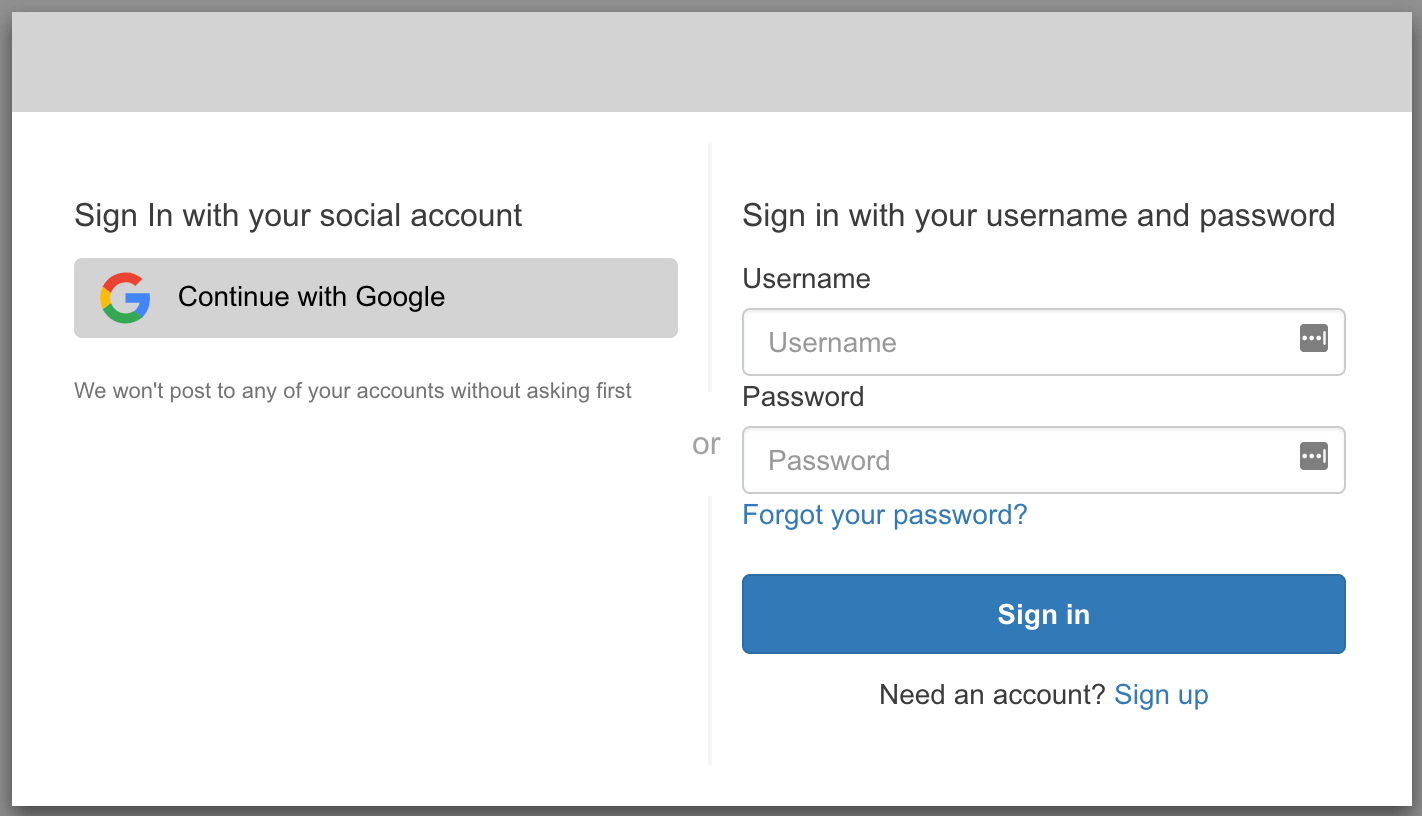 Sign In with your social account
Continue with Google
We won't post to any of your accounts without asking first
or
Sign in with your username and password
Username
Username
Password
Password
Forgot your password?
Sign in
Need an account? Sign up